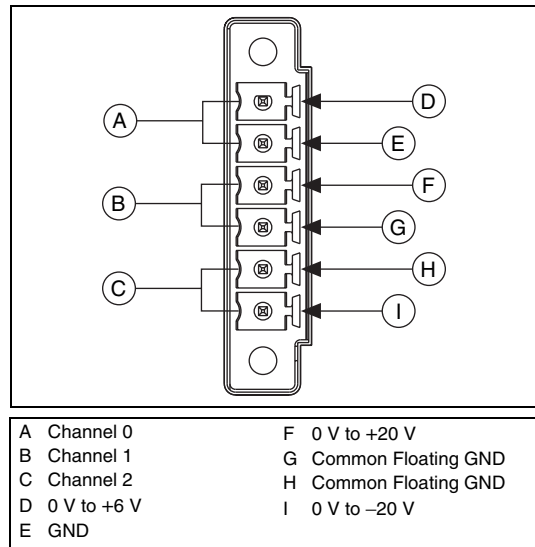 A
B
C
D
E
F
G
H
I
A Channel 0
B Channel 1
C Channel 2
D 0 V to +6 V
E GND
F 0 V to +20 V
G Common Floating GND
H Common Floating GND
I 0 V to –20 V